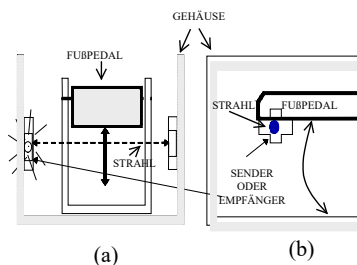 GEHÄUSE
FUßPEDAL
STRAHL
STRAHL
FUßPEDAL
SENDER
ODER
EMPFÄNGER
(a)
(b)